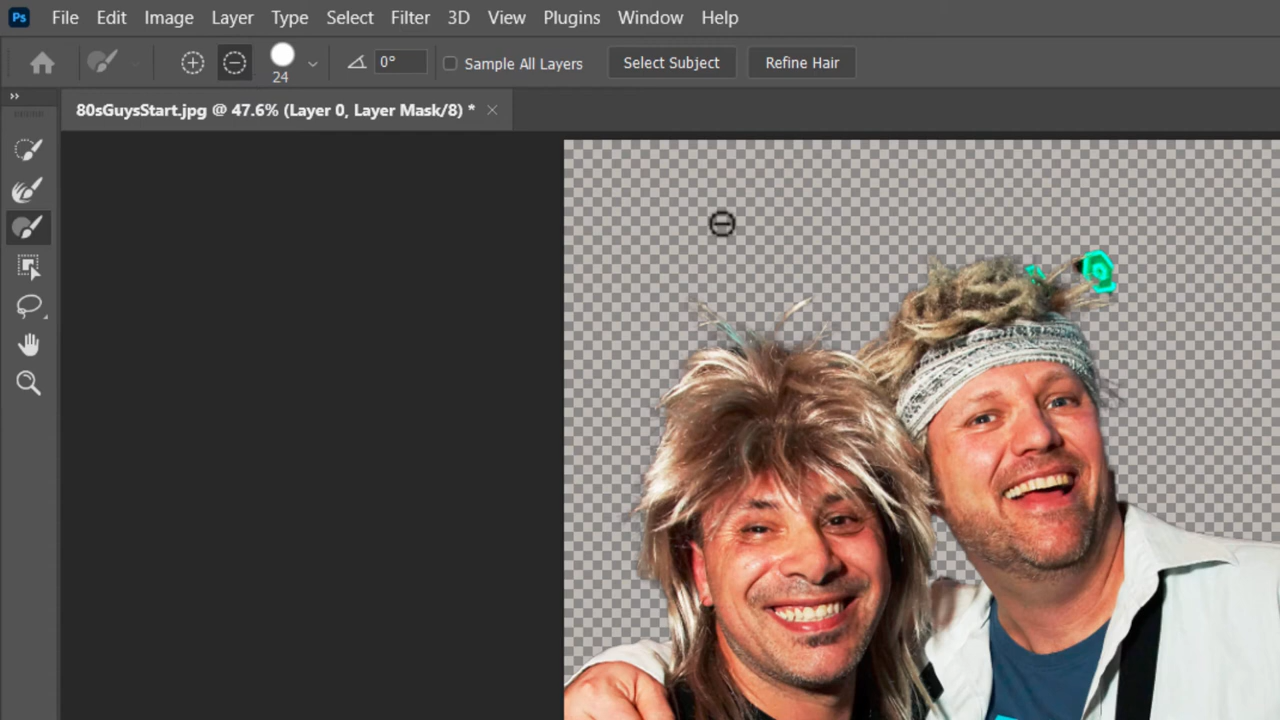 Ps File Edit Image Layer Type Select Filter 3D View Plugins Window Help
24 0° Sample All Layers Select Subject Refine Hair
80sGuysStart.jpg @ 47.6% (Layer 0, Layer Mask/8) *